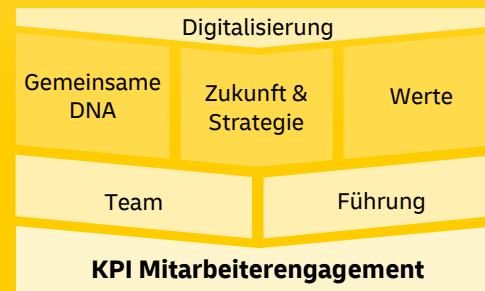 Digitalisierung
Gemeinsame
DNA
Zukunft &
Strategie
Werte
Team
Führung
KPI Mitarbeiterengagement